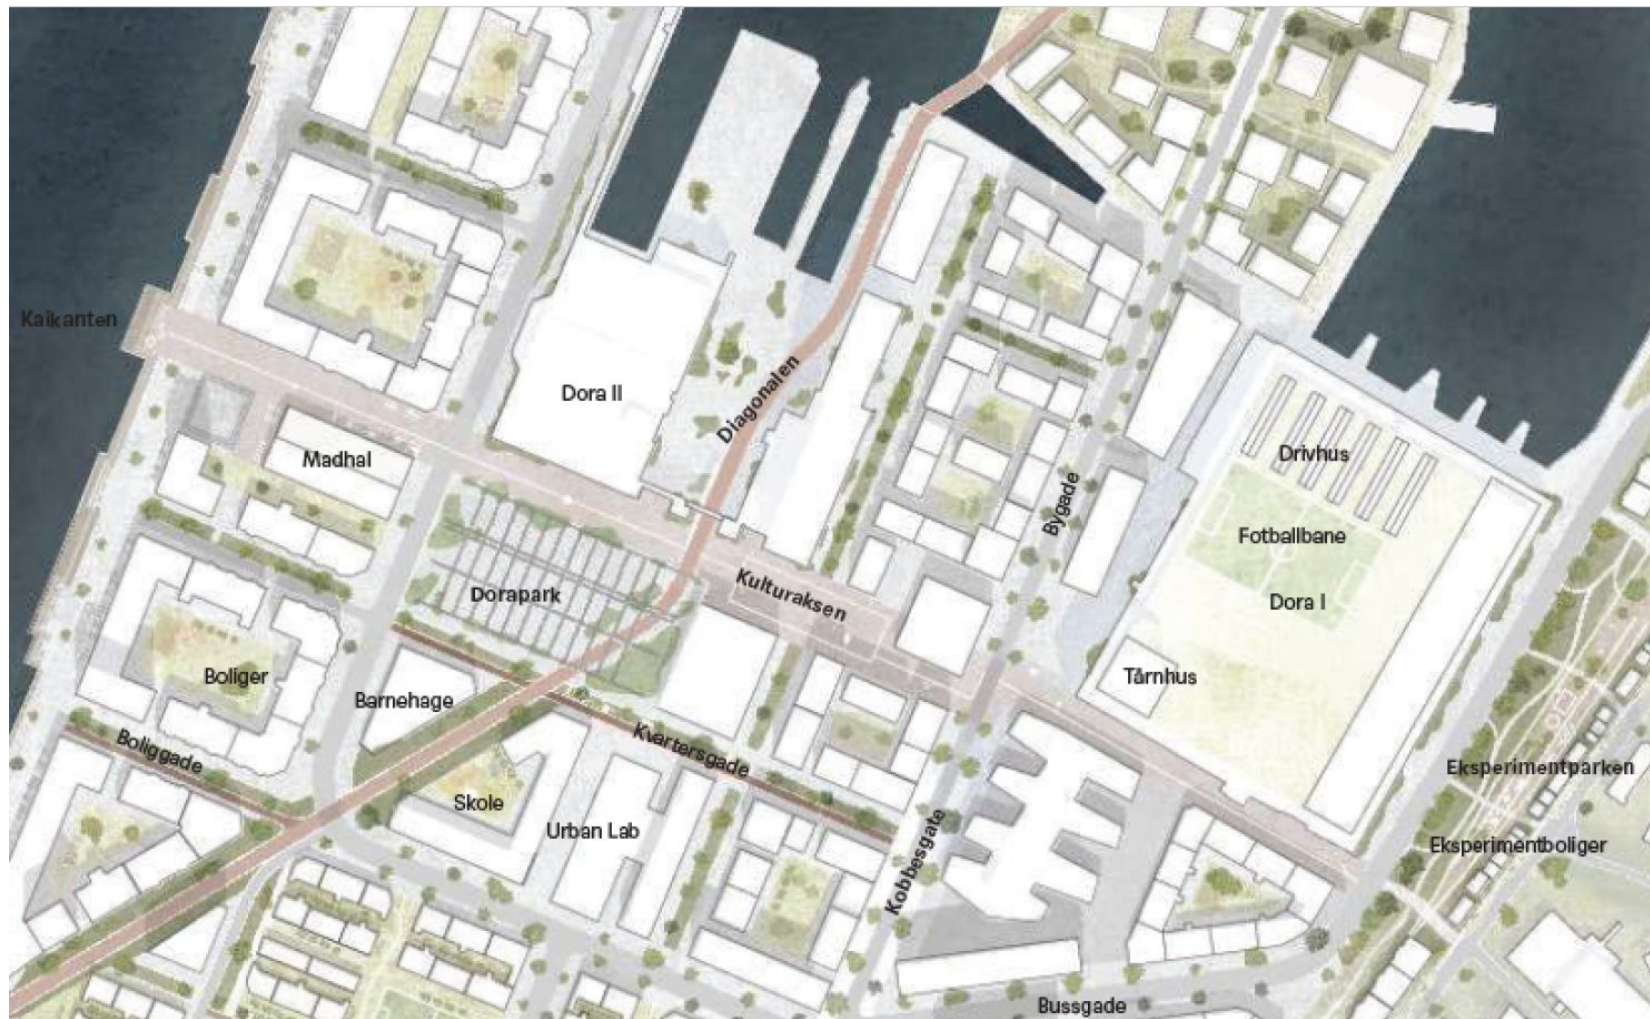 Kaikanten
Dora II
Diagonalen
Madhal
Drivhus
Bygade
Fotballbane
Dorapark
Kulturaksen
Dora I
Boliger
Barnehage
Tårnhus
Boliggade
Kvartersgade
Skole
Urban Lab
Eksperimentparken
Kobbesgate
Eksperimentboliger
Bussgade